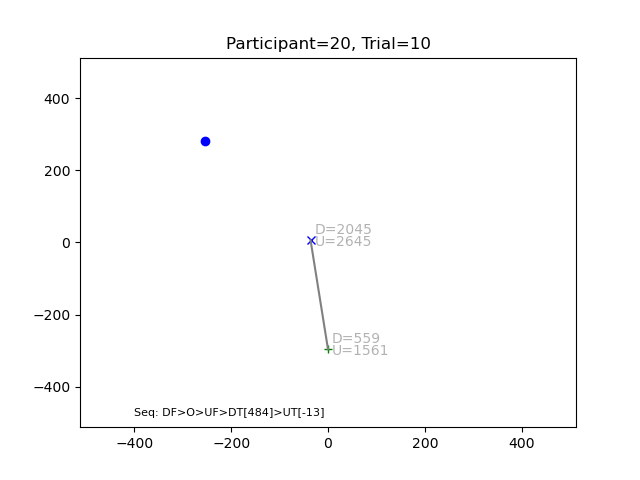 Participant=20, Trial=10
400
200
0
−200
−400
D=2045
U=2645
D=559
U=1561
Seq: DF>O>UF>DT[484]>UT[-13]
−400
−200
0
200
400